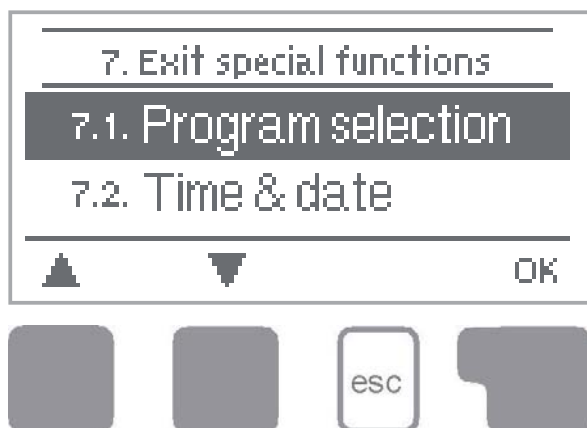 7. Exit special functions
7.1. Program selection
7.2. Time & date
OK
esc